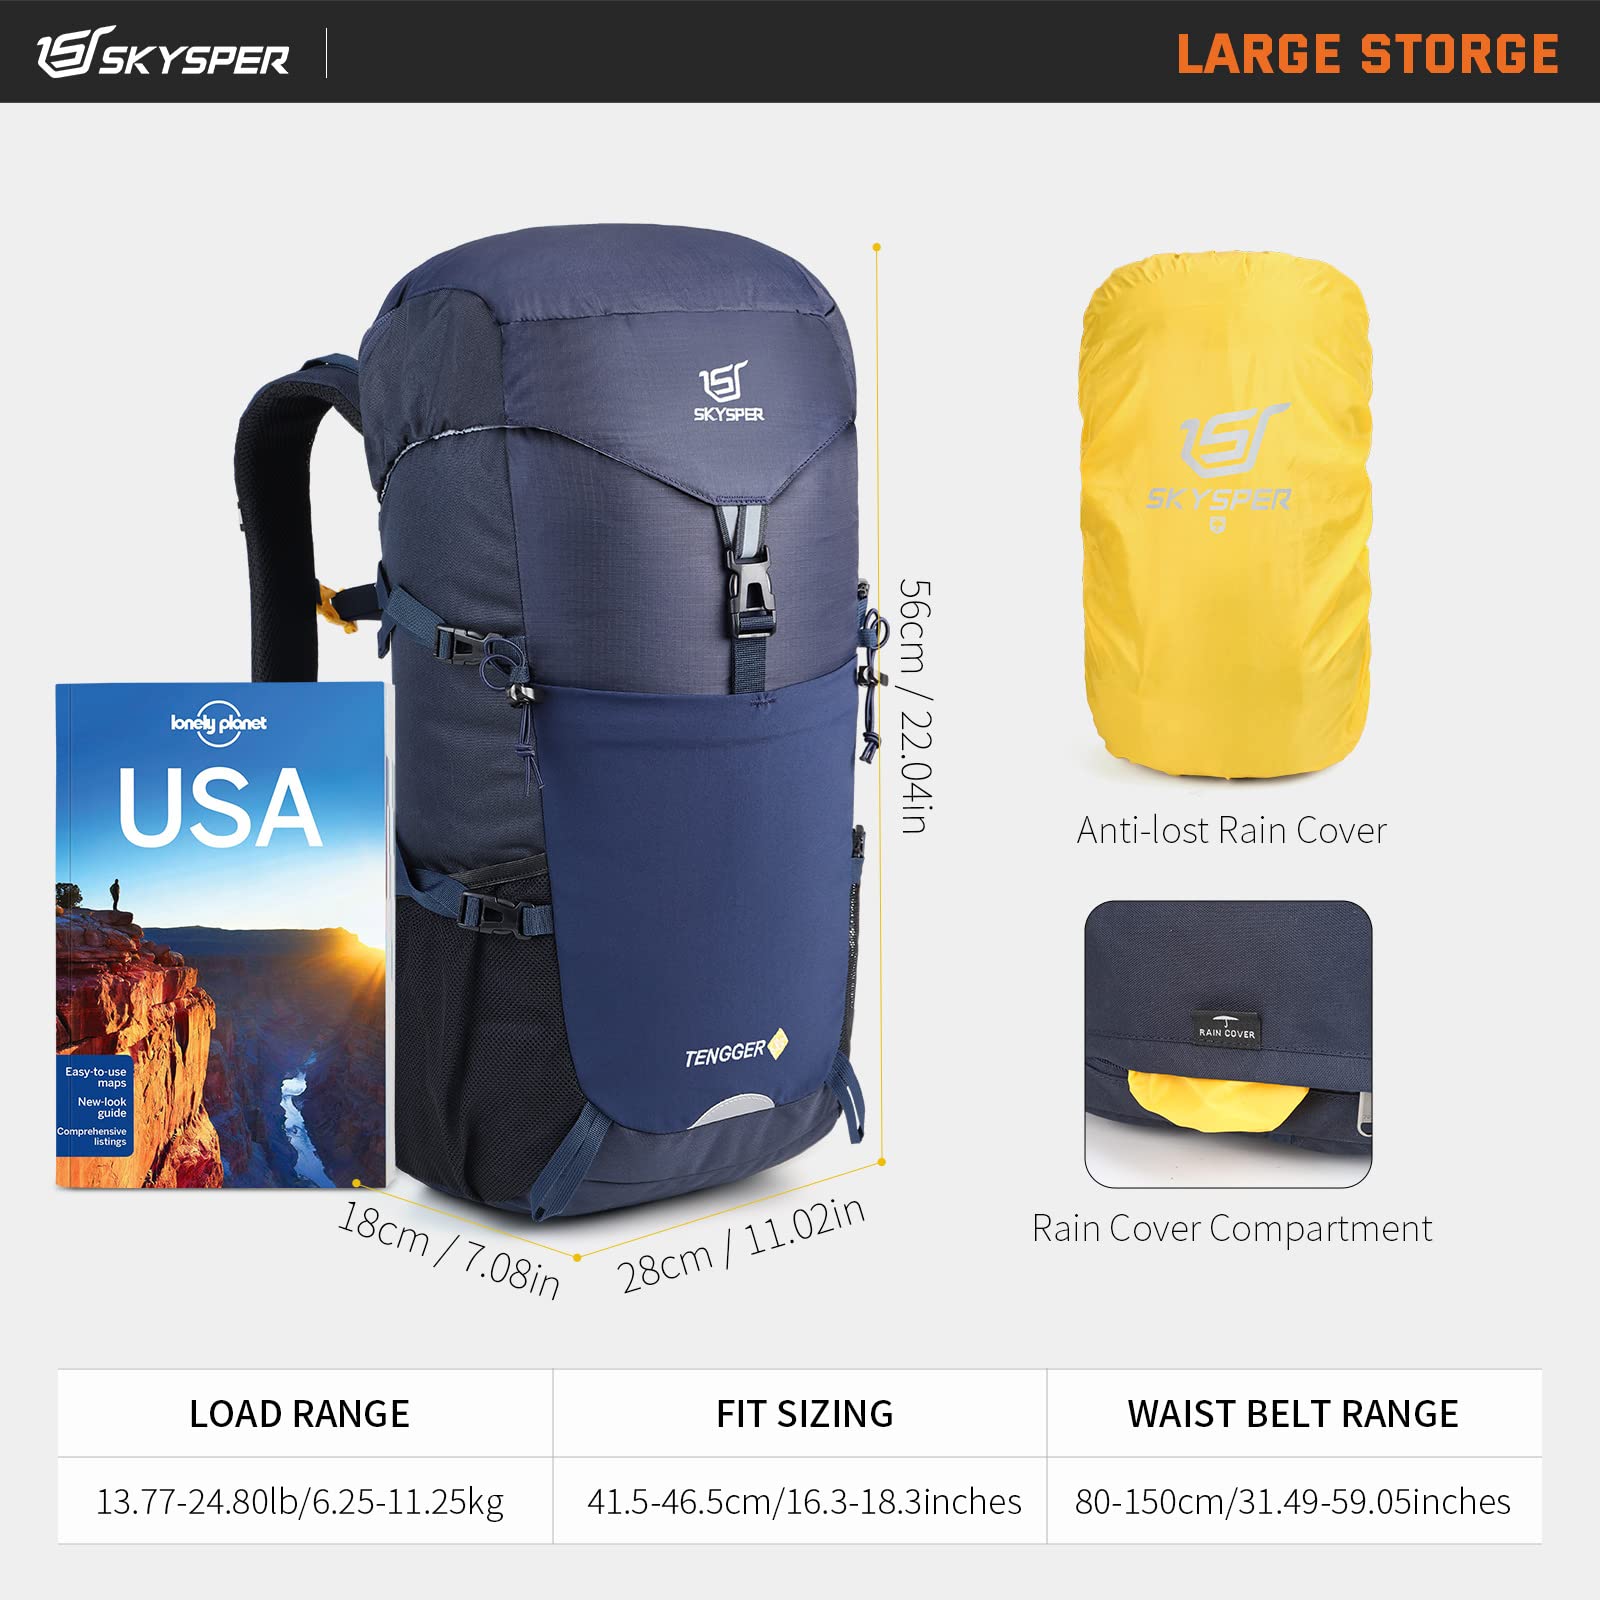 SKYSPER
LARGE STORGE
SKYSPER
TENGGER
lonely planet
USA
Easy-to-use
maps
New-look
guide
Comprehensive
listings
56cm / 22.04in
18cm / 7.08in
28cm / 11.02in
SKYSPER
Anti-lost Rain Cover
RAIN COVER
Rain Cover Compartment
LOAD RANGE
FIT SIZING
WAIST BELT RANGE
13.77-24.80lb/6.25-11.25kg
41.5-46.5cm/16.3-18.3inches
80-150cm/31.49-59.05inches